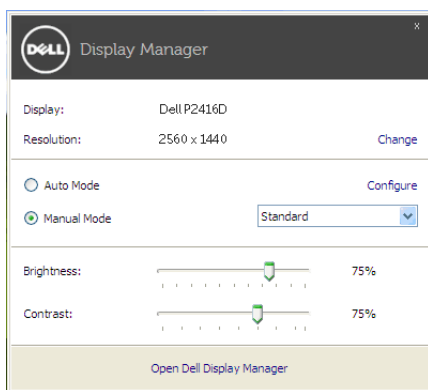 x
DELL Display Manager
Display: Dell P2416D
Resolution: 2560 x 1440 Change
Auto Mode Configure
Manual Mode Standard
Brightness: 75%
Contrast: 75%
Open Dell Display Manager